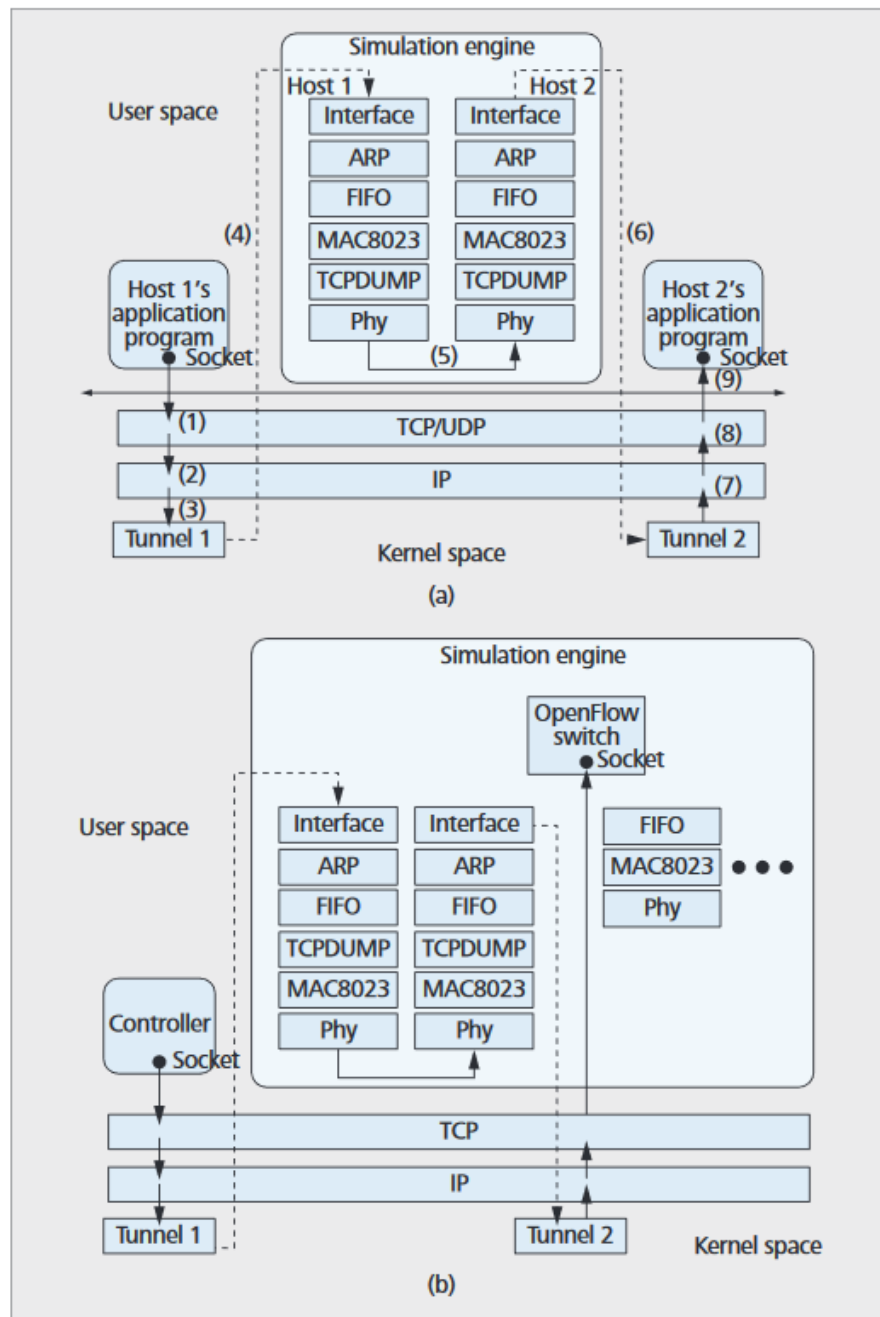 Simulation engine
Host 1
Host 2
User space
Interface
Interface
ARP
ARP
FIFO
FIFO
(4)
(6)
MAC8023
MAC8023
TCPDUMP
TCPDUMP
Host 1's
application
program
Host 2's
application
program
Phy
Phy
(5)
Socket
Socket
(9)
(1)
TCP/UDP
(8)
(2)
IP
(7)
(3)
Tunnel 1
Tunnel 2
Kernel space
(a)
Simulation engine
OpenFlow
switch
Socket
User space
Interface
Interface
FIFO
ARP
ARP
MAC8023
FIFO
FIFO
Phy
TCPDUMP
TCPDUMP
MAC8023
MAC8023
Controller
Phy
Phy
Socket
TCP
IP
Tunnel 1
Tunnel 2
Kernel space
(b)